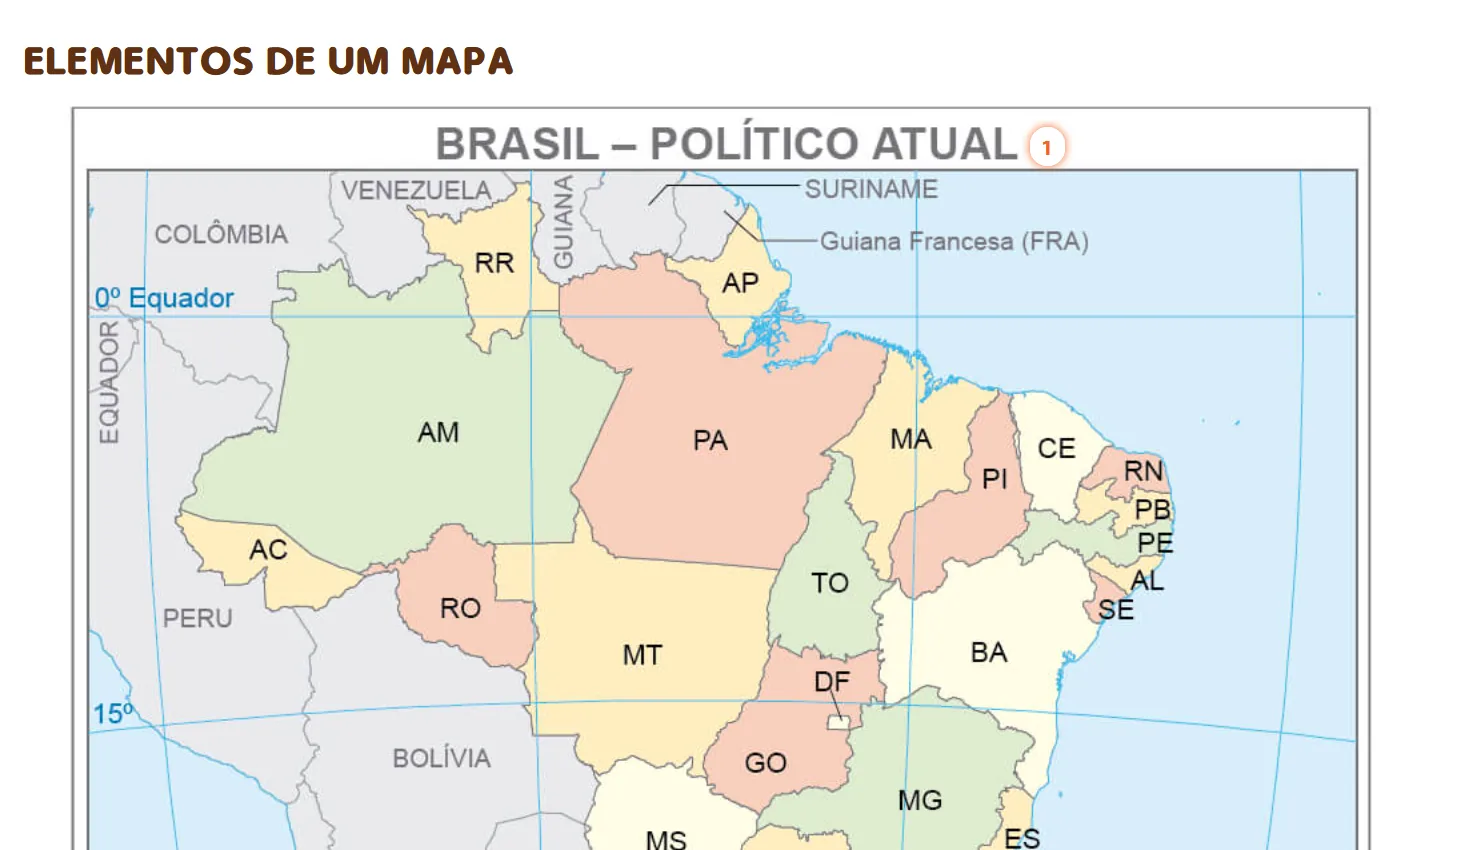 ELEMENTOS DE UM MAPA
BRASIL – POLÍTICO ATUAL 1
VENEZUELA
GUIANA
SURINAME
COLÔMBIA
Guiana Francesa (FRA)
RR
AP
0º Equador
EQUADOR
AM
PA
MA
CE
PI
RN
PB
PE
AC
TO
AL
RO
SE
PERU
MT
BA
DF
15º
BOLÍVIA
GO
MG
MS
ES